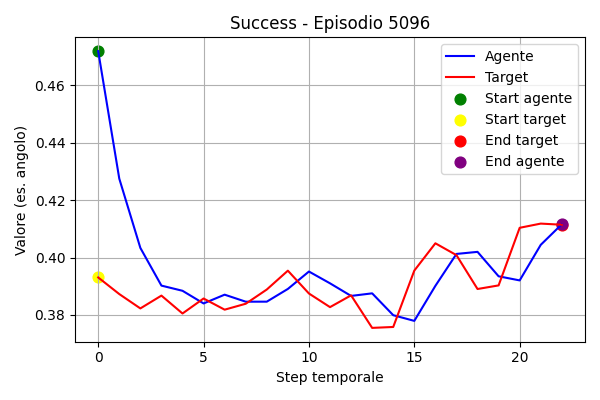 Success - Episodio 5096
Valore (es. angolo)
0.46
0.44
0.42
0.40
0.38
0
5
10
15
20
Step temporale
Agente
Target
Start agente
Start target
End target
End agente